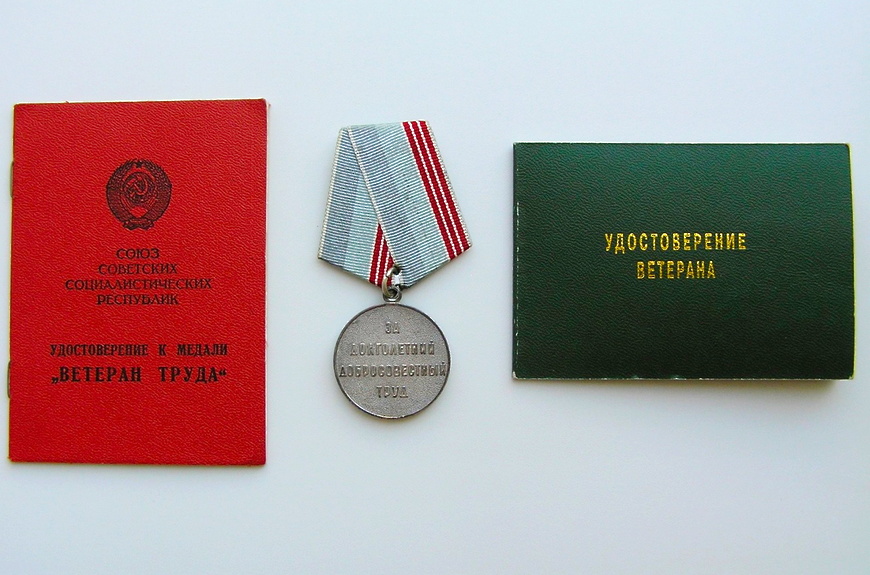 СОЮЗ
СОВЕТСКИХ
СОЦИАЛИСТИЧЕСКИХ
РЕСПУБЛИК
УДОСТОВЕРЕНИЕ К МЕДАЛИ
„ВЕТЕРАН ТРУДА“
ЗА
ДОЛГОЛЕТНИЙ
ДОБРОСОВЕСТНЫЙ
ТРУД
УДОСТОВЕРЕНИЕ
ВЕТЕРАНА